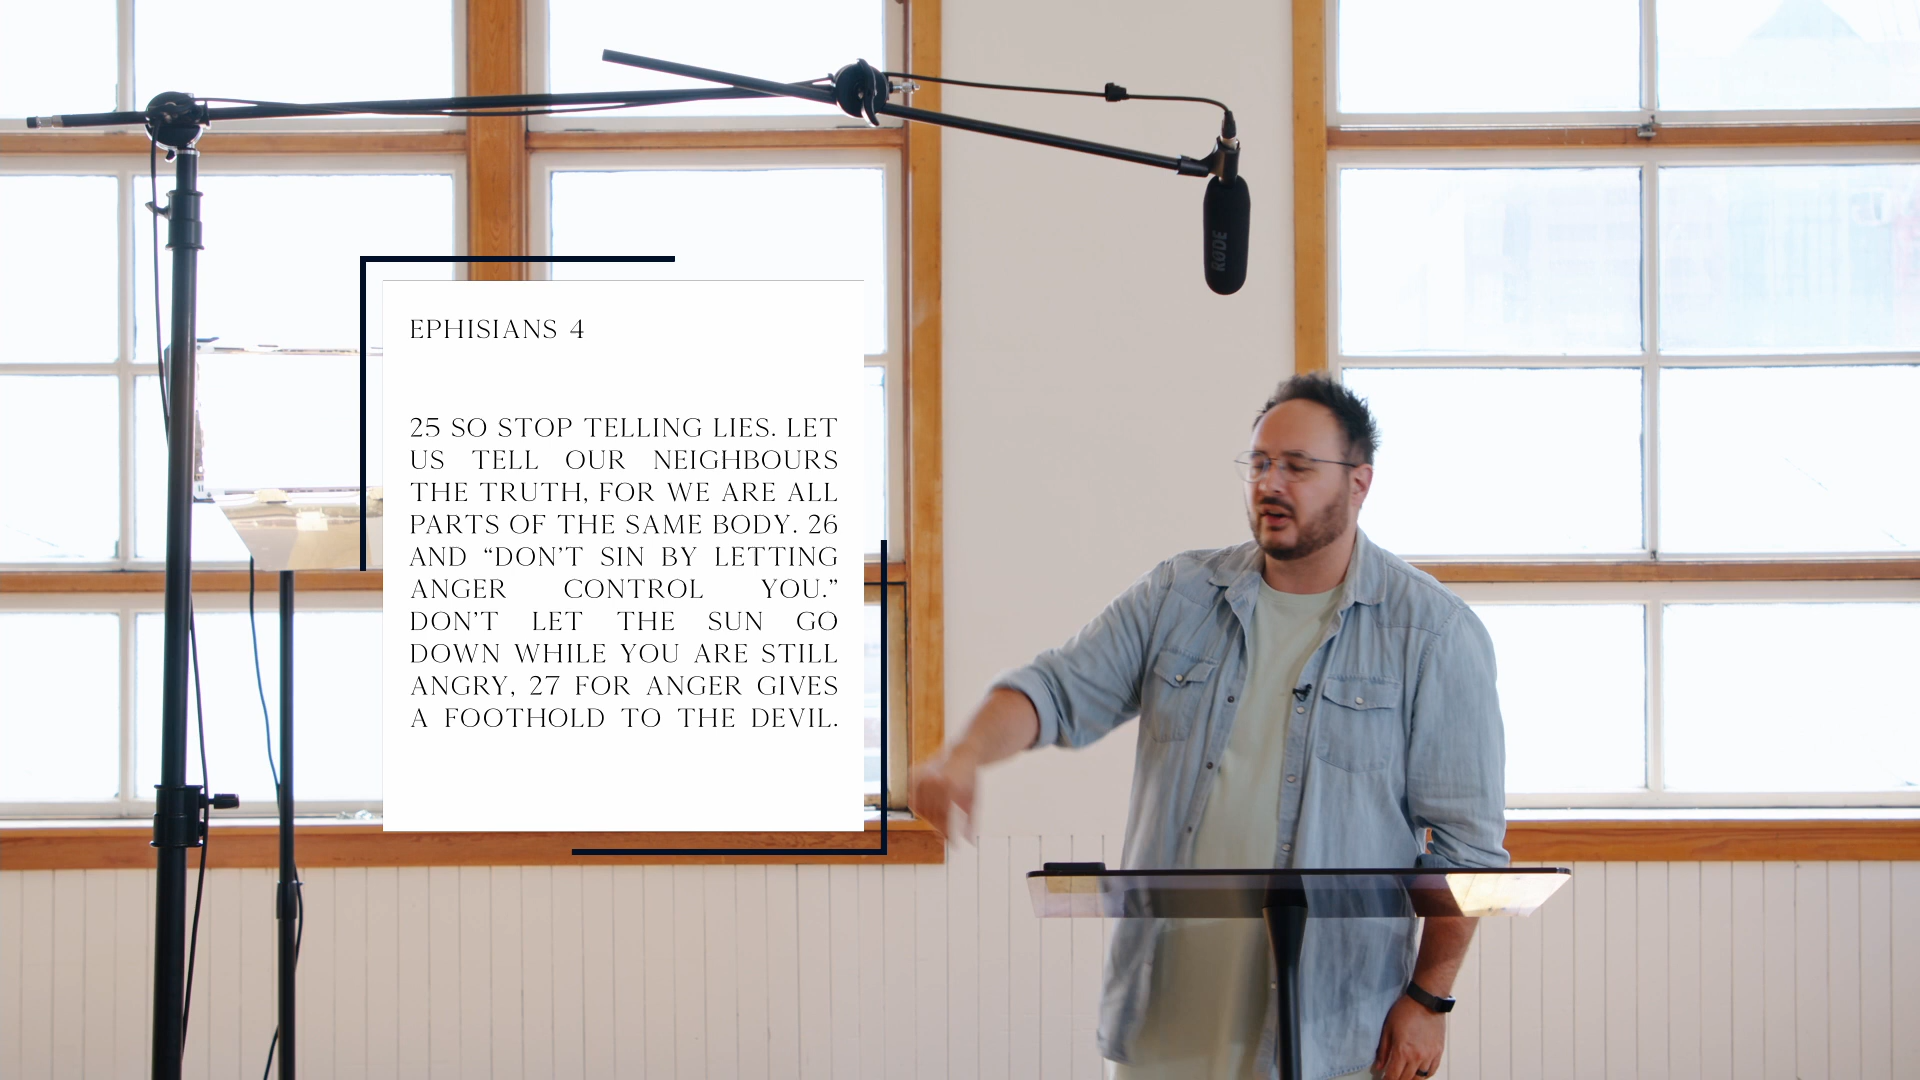 RØDE
EPHISIANS 4
25 SO STOP TELLING LIES. LET
US TELL OUR NEIGHBOURS
THE TRUTH, FOR WE ARE ALL
PARTS OF THE SAME BODY. 26
AND “DON’T SIN BY LETTING
ANGER CONTROL YOU.”
DON’T LET THE SUN GO
DOWN WHILE YOU ARE STILL
ANGRY, 27 FOR ANGER GIVES
A FOOTHOLD TO THE DEVIL.